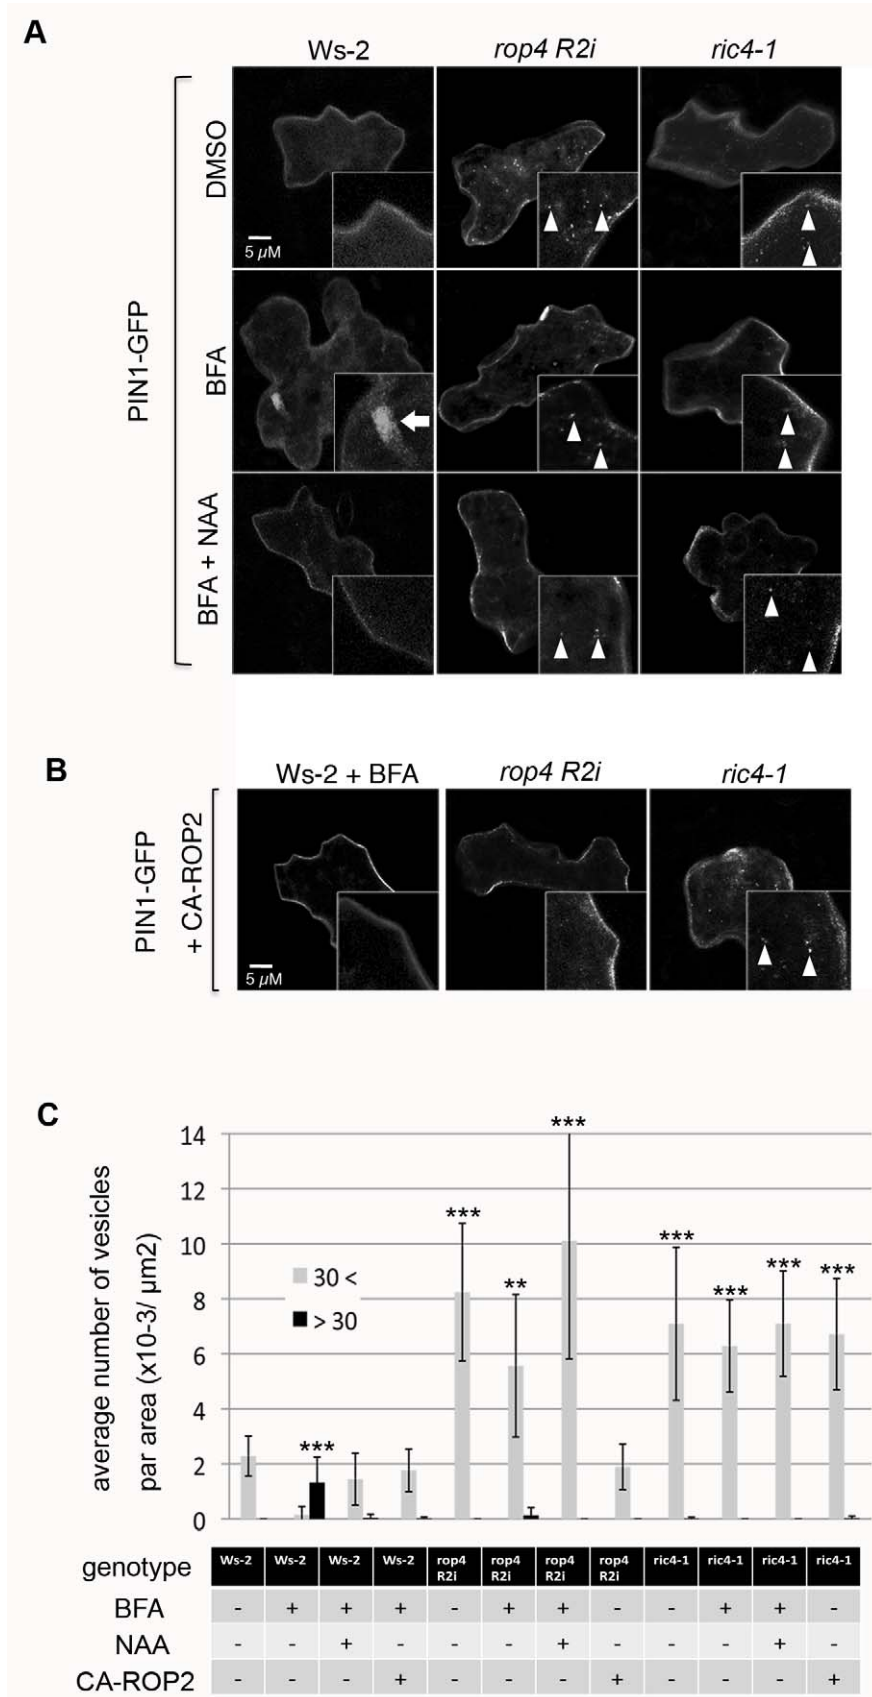 A
Ws-2 rop4 R2i ric4-1
PIN1-GFP
DMSO
5 µM
BFA
BFA + NAA
B
Ws-2 + BFA rop4 R2i ric4-1
PIN1-GFP
+ CA-ROP2
5 µM
C
average number of vesicles
par area (x10-3/ µm2)
14
12
10
8
6
4
2
0
30 <
> 30
*** *** ** *** *** *** *** ***
genotype Ws-2 Ws-2 Ws-2 Ws-2 rop4 R2i rop4 R2i rop4 R2i rop4 R2i ric4-1 ric4-1 ric4-1 ric4-1
BFA - + + + - + + - - + + -
NAA - - + - - - + - - - + -
CA-ROP2 - - - + - - - + - - - +